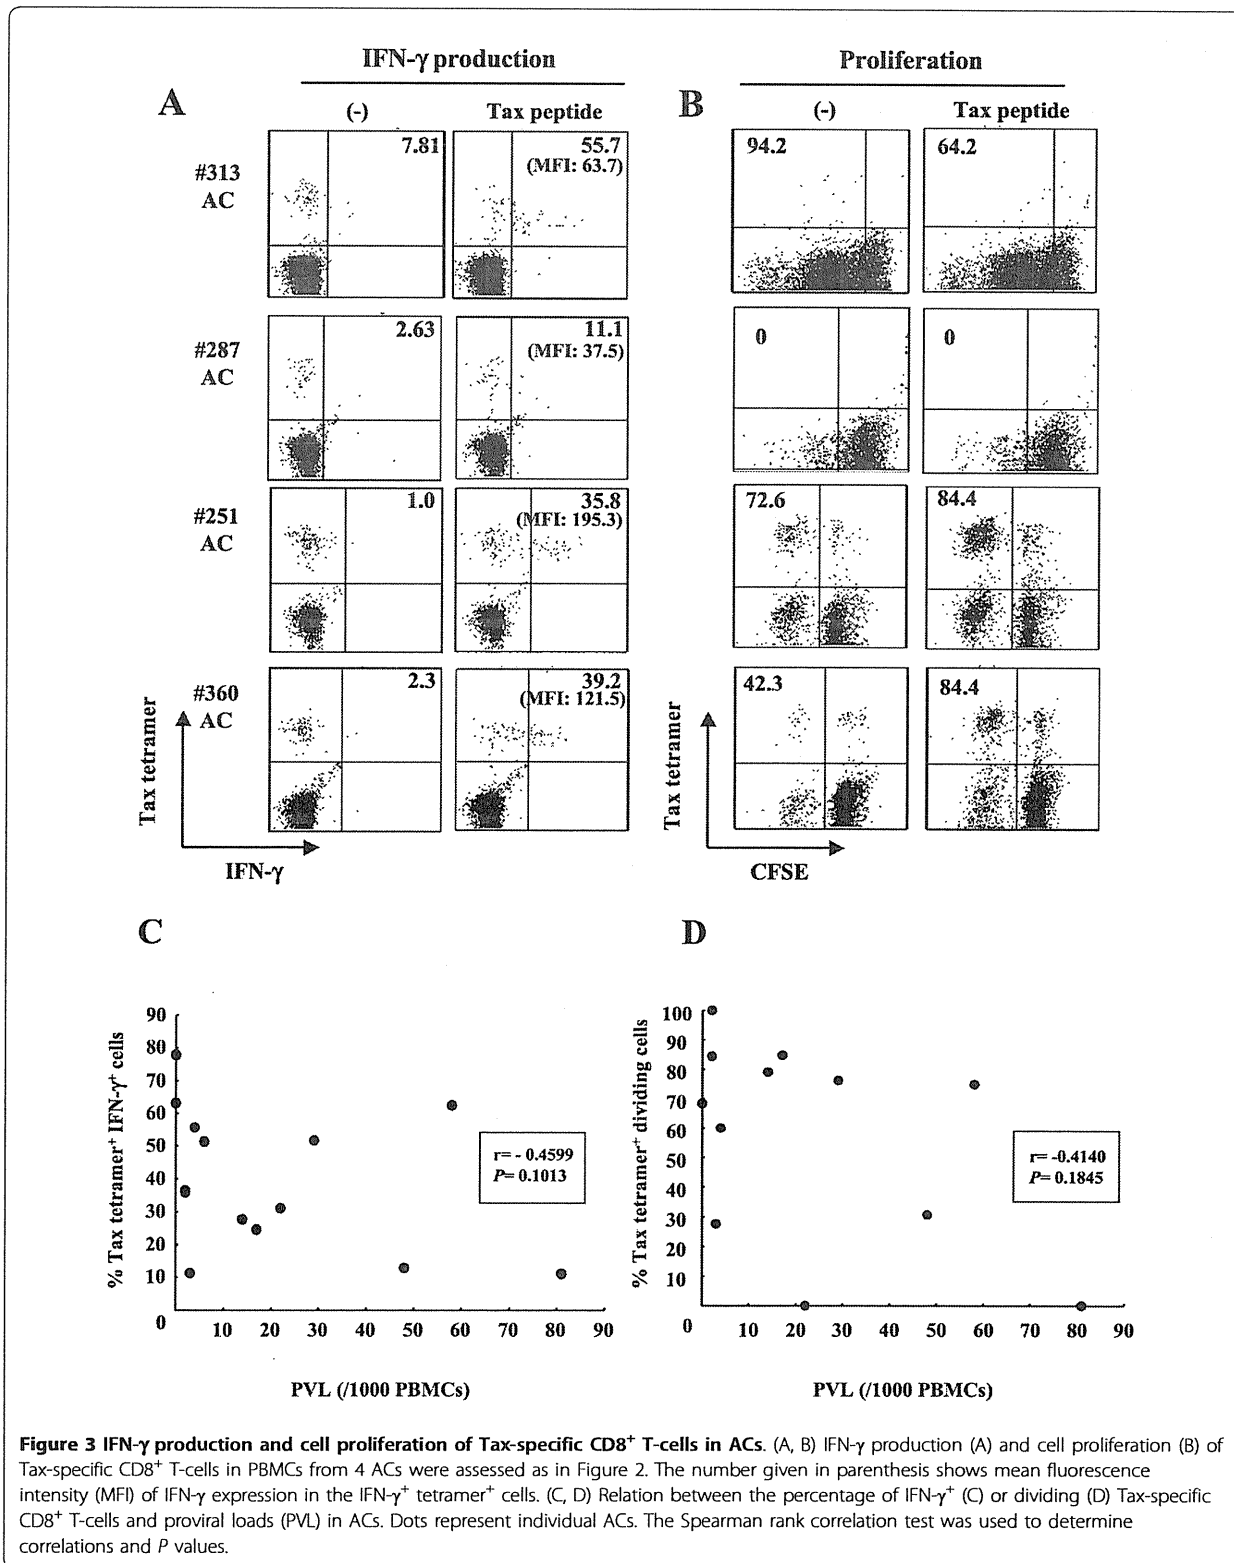 IFN-γ production
A
(-)
Tax peptide
#313
AC
7.81
55.7
(MFI: 63.7)
#287
AC
2.63
11.1
(MFI: 37.5)
#251
AC
1.0
35.8
(MFI: 195.3)
#360
AC
2.3
39.2
(MFI: 121.5)
Tax tetramer
IFN-γ
Proliferation
B
(-)
Tax peptide
94.2
64.2
0
0
72.6
84.4
42.3
84.4
Tax tetramer
CFSE
C
% Tax tetramer⁺ IFN-γ⁺ cells
90
80
70
60
50
40
30
20
10
0
10 20 30 40 50 60 70 80 90
r= - 0.4599
P= 0.1013
PVL (/1000 PBMCs)
D
% Tax tetramer⁺ dividing cells
100
90
80
70
60
50
40
30
20
10
0
10 20 30 40 50 60 70 80 90
r= -0.4140
P= 0.1845
PVL (/1000 PBMCs)
Figure 3 IFN-γ production and cell proliferation of Tax-specific CD8⁺ T-cells in ACs. (A, B) IFN-γ production (A) and cell proliferation (B) of
Tax-specific CD8⁺ T-cells in PBMCs from 4 ACs were assessed as in Figure 2. The number given in parenthesis shows mean fluorescence
intensity (MFI) of IFN-γ expression in the IFN-γ⁺ tetramer⁺ cells. (C, D) Relation between the percentage of IFN-γ⁺ (C) or dividing (D) Tax-specific
CD8⁺ T-cells and proviral loads (PVL) in ACs. Dots represent individual ACs. The Spearman rank correlation test was used to determine
correlations and P values.